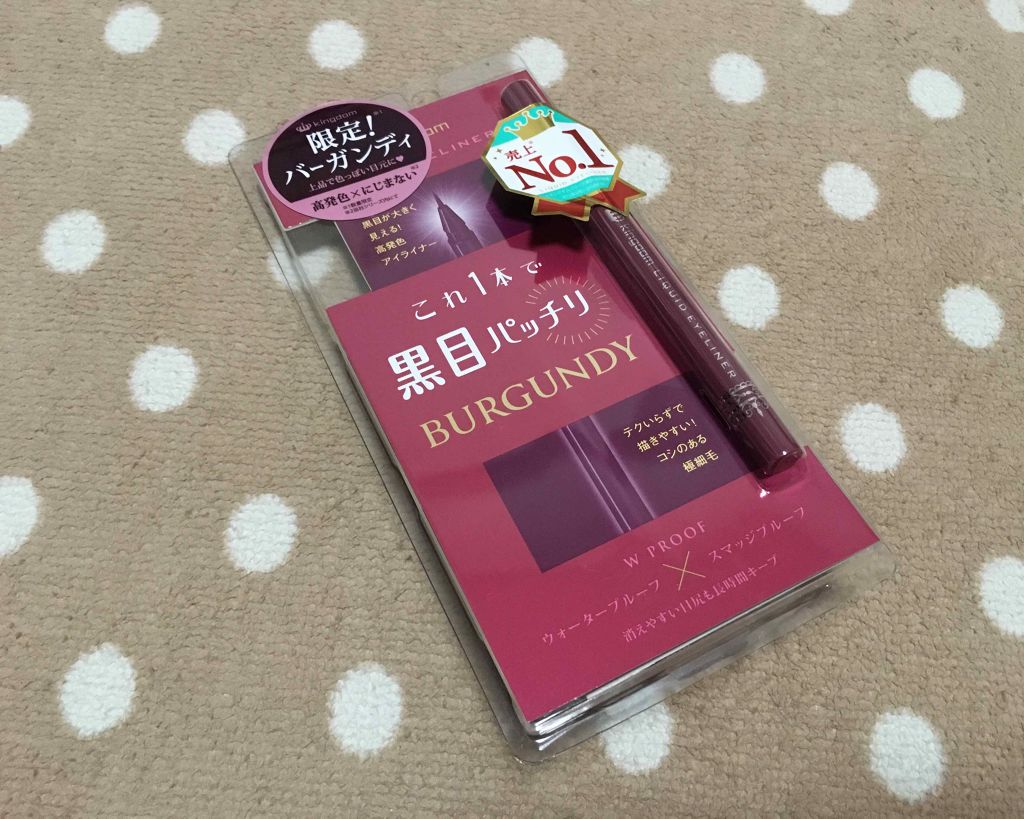 kingdom
限定!
バーガンディ
上品で色っぽい目元に♥
高発色×にじまない
※1数量限定
売上
No.1
LIQUID EYELINER
黒目が大きく
見える!
高発色
アイライナー
これ1本で
黒目パッチリ
BURGUNDY
テクいらずで
描きやすい!
コシのある
極細毛
W PROOF
ウォータープルーフ×スマッジプルーフ
消えやすい目尻も長時間キープ